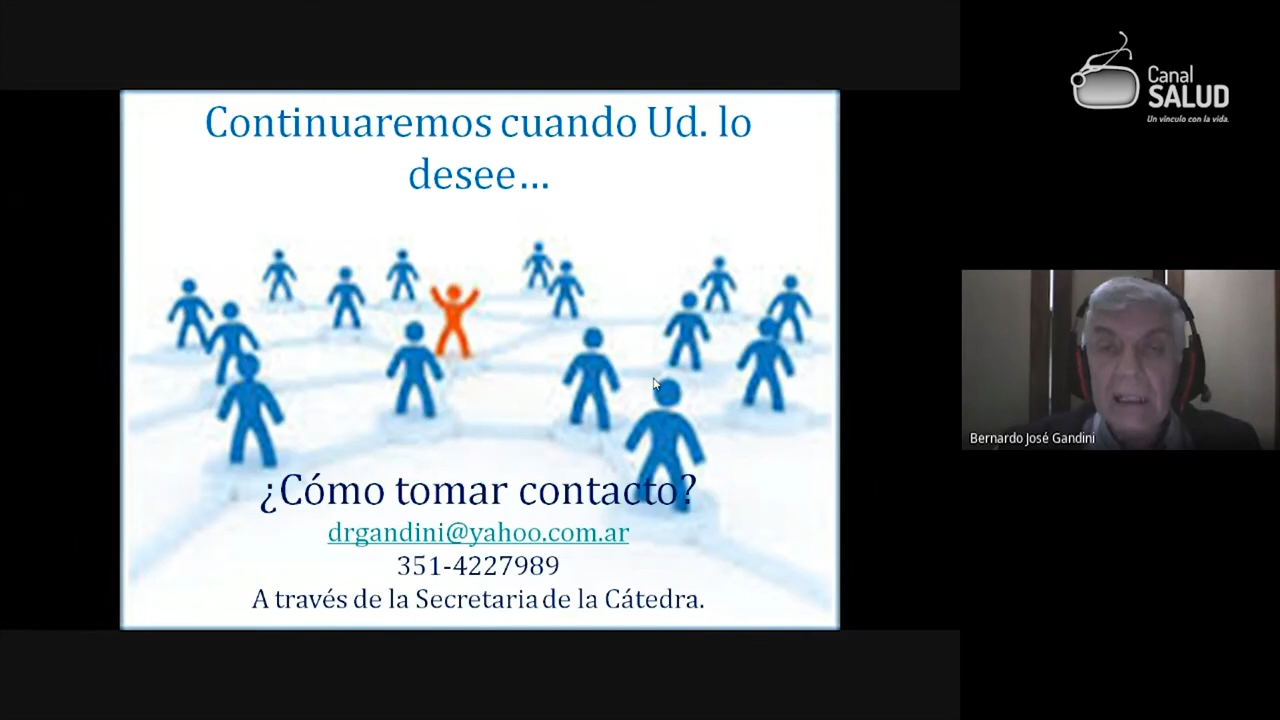 Continuaremos cuando Ud. lo
desee...
¿Cómo tomar contacto?
drgandini@yahoo.com.ar
351-4227989
A través de la Secretaria de la Cátedra.
Canal
SALUD
Un vínculo con la vida.
Bernardo José Gandini